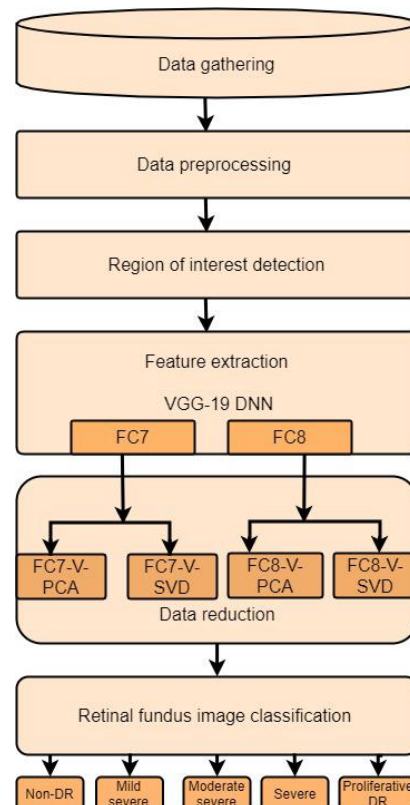 Data gathering
Data preprocessing
Region of interest detection
Feature extraction
VGG-19 DNN
FC7
FC8
FC7-V-
PCA
FC7-V-
SVD
FC8-V-
PCA
FC8-V-
SVD
Data reduction
Retinal fundus image classification
Non-DR
Mild
severe
Moderate
severe
Severe
Proliferative
DR